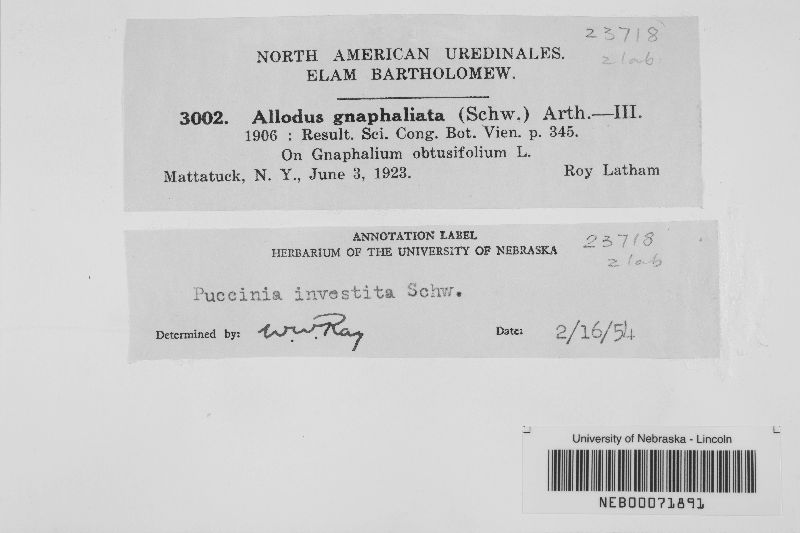 23718
2 lab
NORTH AMERICAN UREDINALES.
ELAM BARTHOLOMEW.
3002. Allodus gnaphaliata (Schw.) Arth.—III.
1906 : Result. Sci. Cong. Bot. Vien. p. 345.
On Gnaphalium obtusifolium L.
Mattatuck, N. Y., June 3, 1923. Roy Latham
ANNOTATION LABEL
HERBARIUM OF THE UNIVERSITY OF NEBRASKA
23718
2 lab
Puccinia investita Schw.
Determined by: W.W. Ray Date: 2/16/54
University of Nebraska - Lincoln
NEB00071891